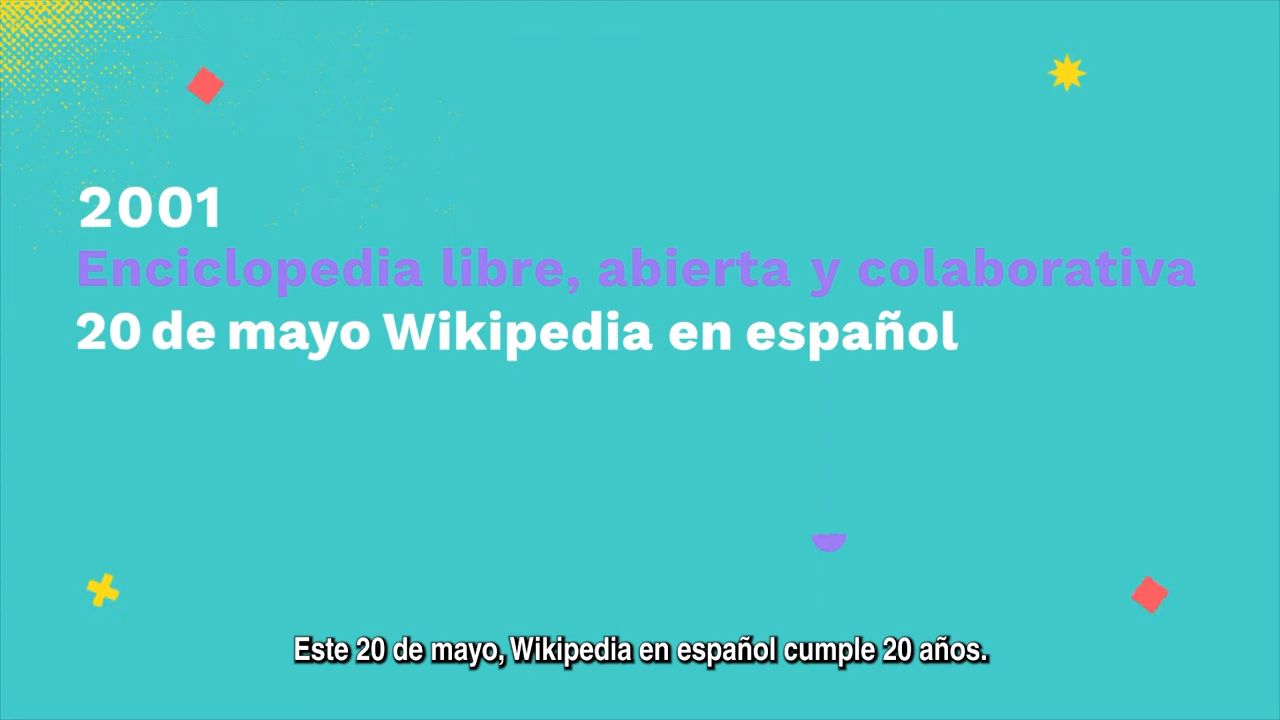 2001
Enciclopedia libre, abierta y colaborativa
20 de mayo Wikipedia en español
Este 20 de mayo, Wikipedia en español cumple 20 años.